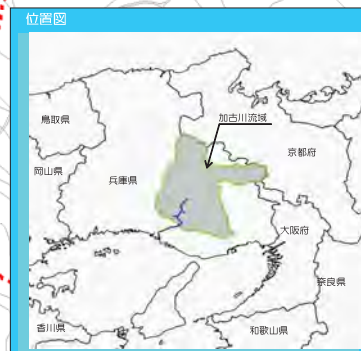 位置図
鳥取県
加古川流域
京都府
岡山県
兵庫県
大阪府
奈良県
香川県
和歌山県